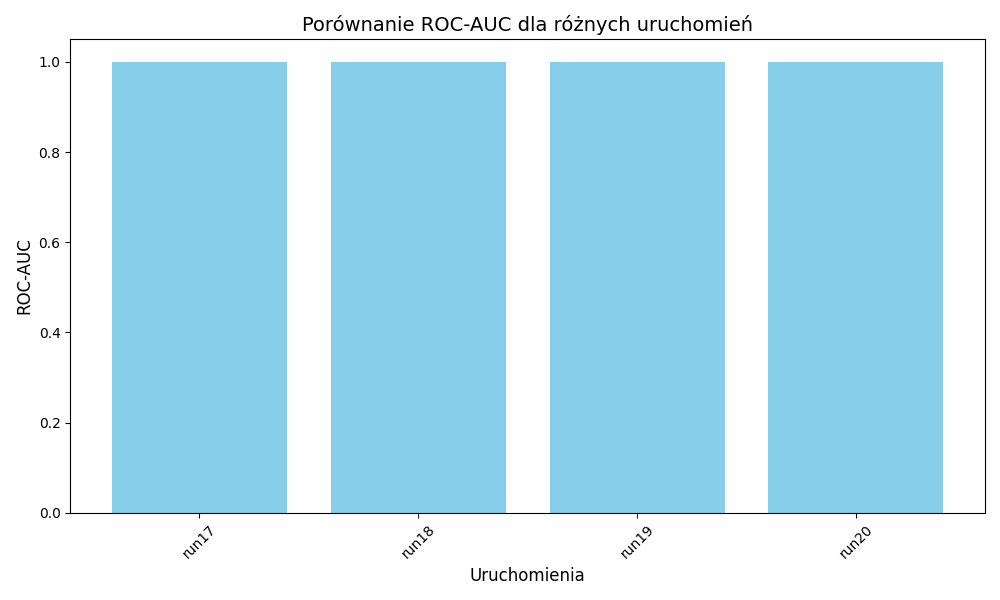 Porównanie ROC-AUC dla różnych uruchomień
ROC-AUC
1.0
0.8
0.6
0.4
0.2
0.0
run17
run18
run19
run20
Uruchomienia